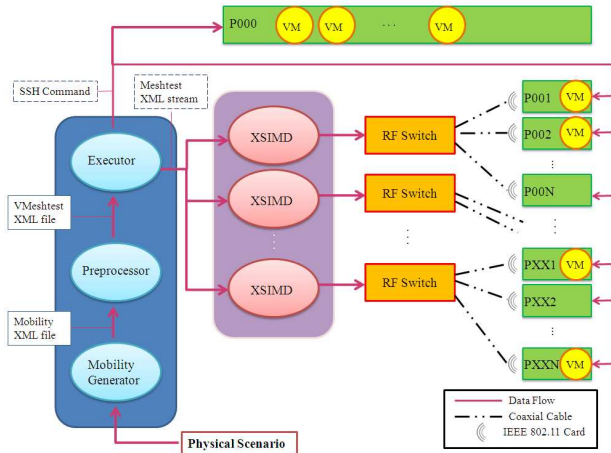 P000
VM
VM
...
VM
SSH Command
Meshtest
XML stream
Executor
VMeshtest
XML file
Preprocessor
Mobility
XML file
Mobility
Generator
Physical Scenario
XSIMD
XSIMD
XSIMD
RF Switch
RF Switch
RF Switch
P001
VM
P002
VM
P00N
PXX1
VM
PXX2
PXXN
VM
Data Flow
Coaxial Cable
IEEE 802.11 Card